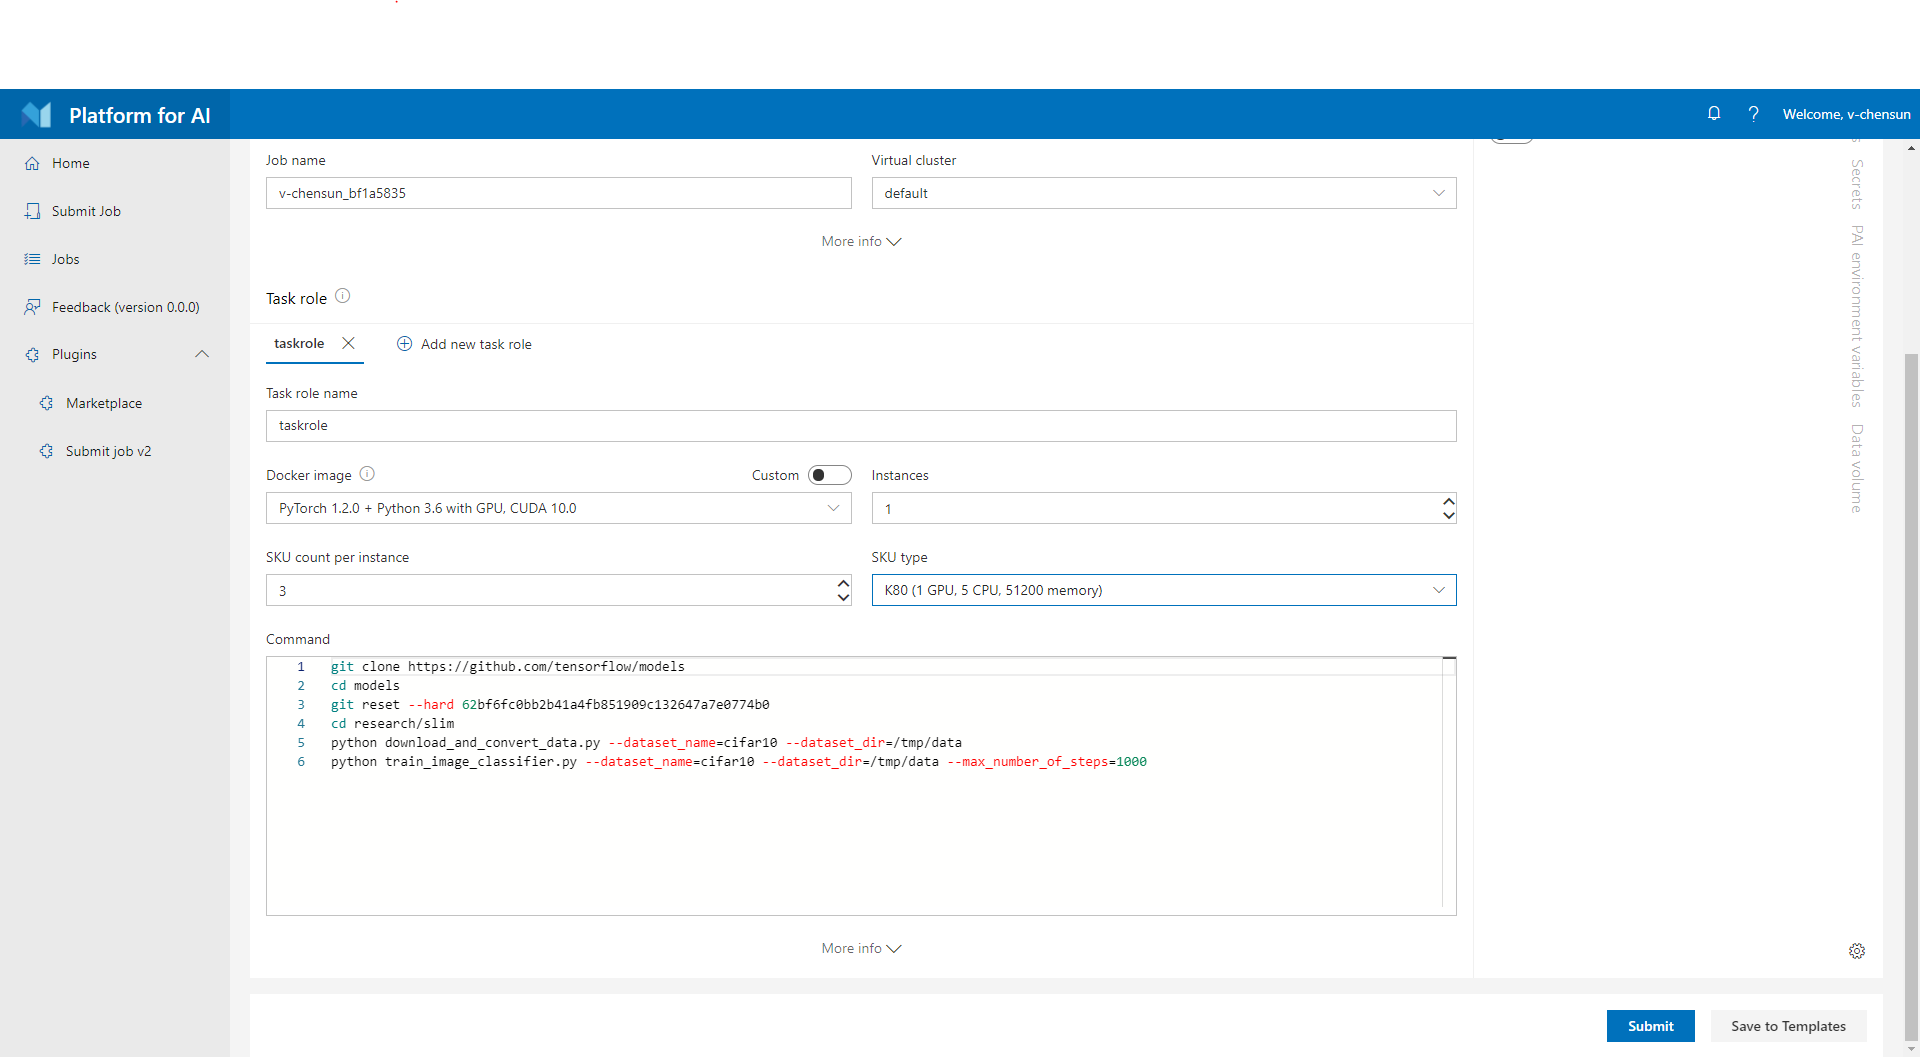 Platform for AI
Welcome, v-chensun
Home
Submit Job
Jobs
Feedback (version 0.0.0)
Plugins
Marketplace
Submit job v2
Job name
Virtual cluster
v-chensun_bf1a5835
default
More info
Task role
taskrole
Add new task role
Task role name
taskrole
Docker image
Custom
Instances
PyTorch 1.2.0 + Python 3.6 with GPU, CUDA 10.0
1
SKU count per instance
SKU type
3
K80 (1 GPU, 5 CPU, 51200 memory)
Command
1 git clone https://github.com/tensorflow/models
2 cd models
3 git reset --hard 62bf6fc0bb2b41a4fb851909c132647a7e0774b0
4 cd research/slim
5 python download_and_convert_data.py --dataset_name=cifar10 --dataset_dir=/tmp/data
6 python train_image_classifier.py --dataset_name=cifar10 --dataset_dir=/tmp/data --max_number_of_steps=1000
More info
Secrets
PAI environment variables
Data volume
Submit
Save to Templates